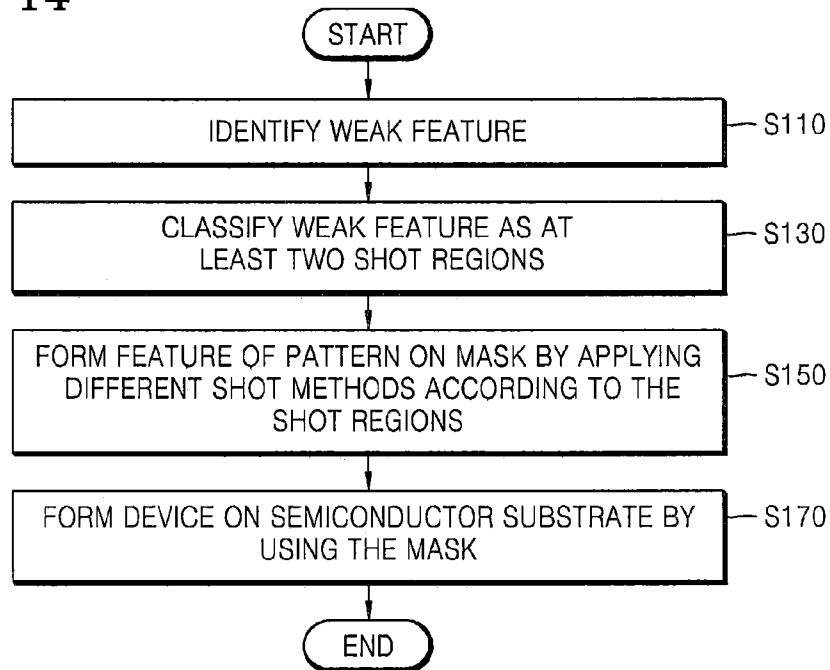 14
START
IDENTIFY WEAK FEATURE
S110
CLASSIFY WEAK FEATURE AS AT
LEAST TWO SHOT REGIONS
S130
FORM FEATURE OF PATTERN ON MASK BY APPLYING
DIFFERENT SHOT METHODS ACCORDING TO THE
SHOT REGIONS
S150
FORM DEVICE ON SEMICONDUCTOR SUBSTRATE BY
USING THE MASK
S170
END